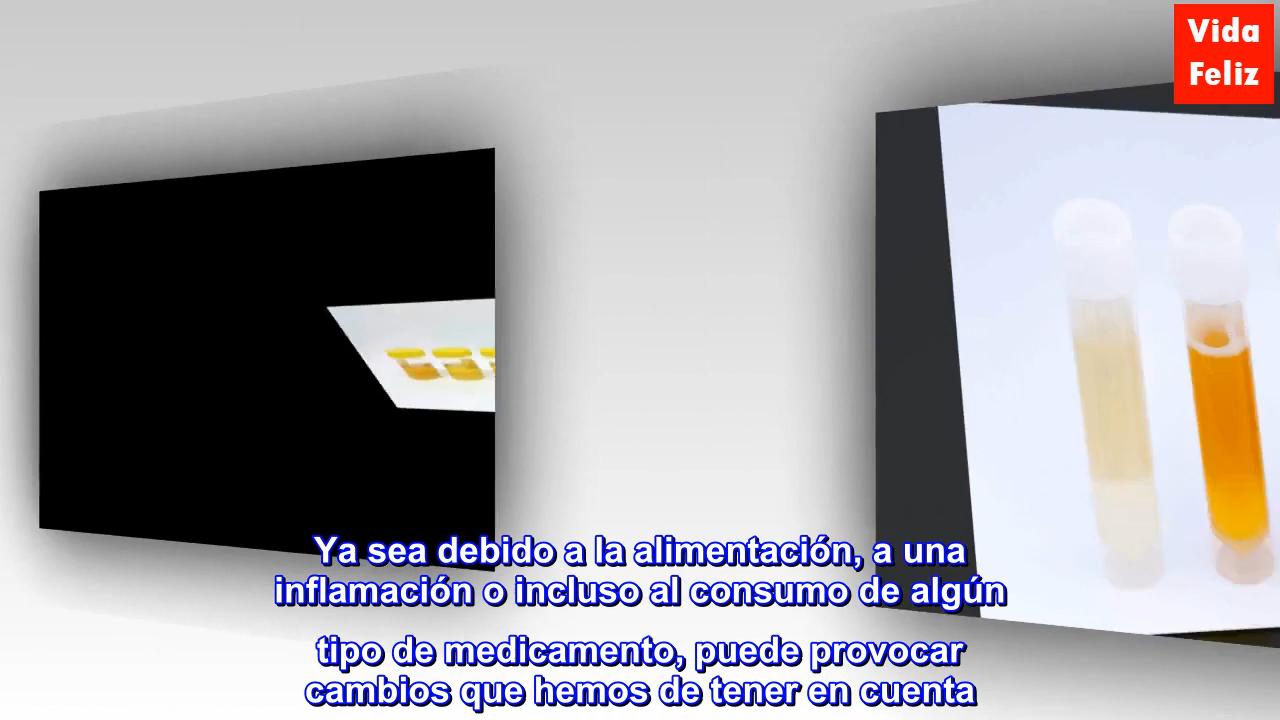 Vida
Feliz
Ya sea debido a la alimentación, a una
inflamación o incluso al consumo de algún
tipo de medicamento, puede provocar
cambios que hemos de tener en cuenta